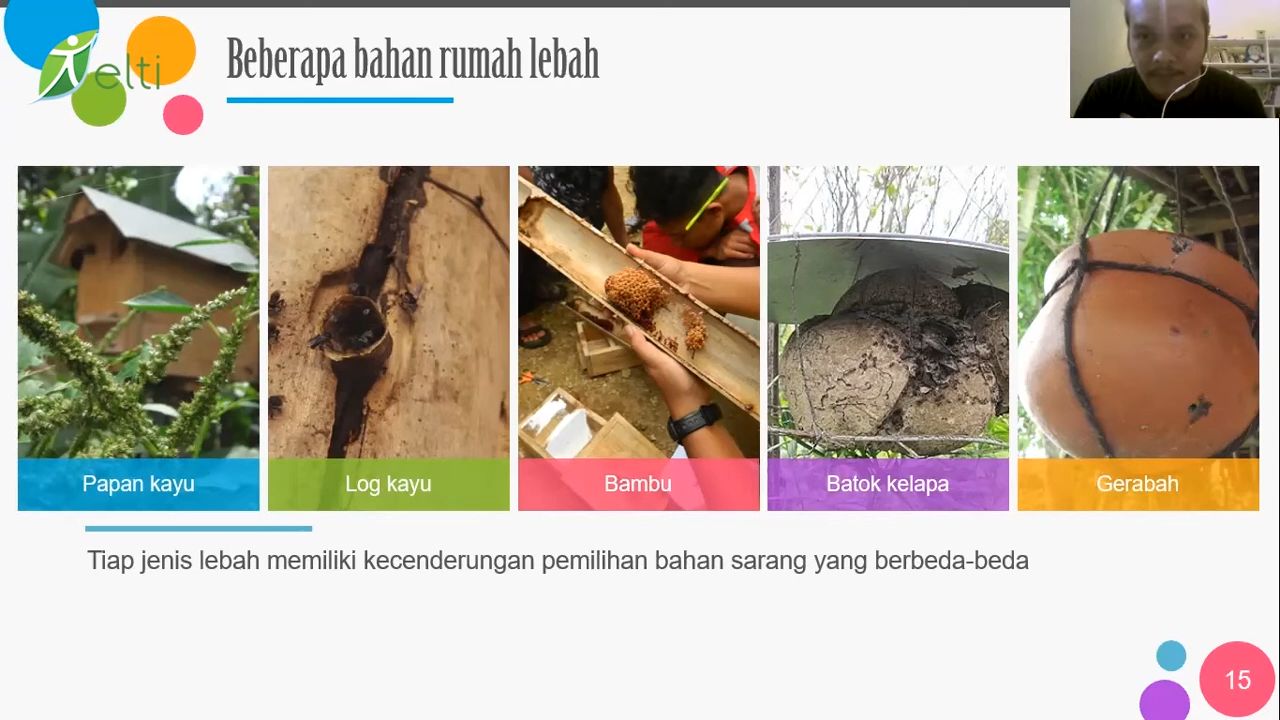 elti
Beberapa bahan rumah lebah
Papan kayu
Log kayu
Bambu
Batok kelapa
Gerabah
Tiap jenis lebah memiliki kecenderungan pemilihan bahan sarang yang berbeda-beda
15